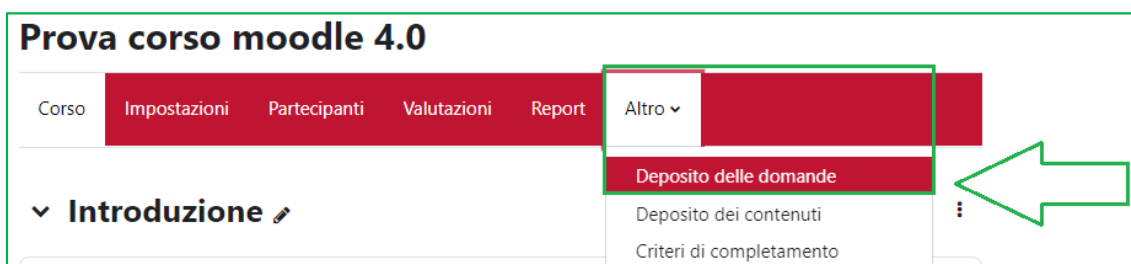 Prova corso moodle 4.0
Corso Impostazioni Partecipanti Valutazioni Report Altro
Deposito delle domande
Introduzione
Deposito dei contenuti
Criteri di completamento